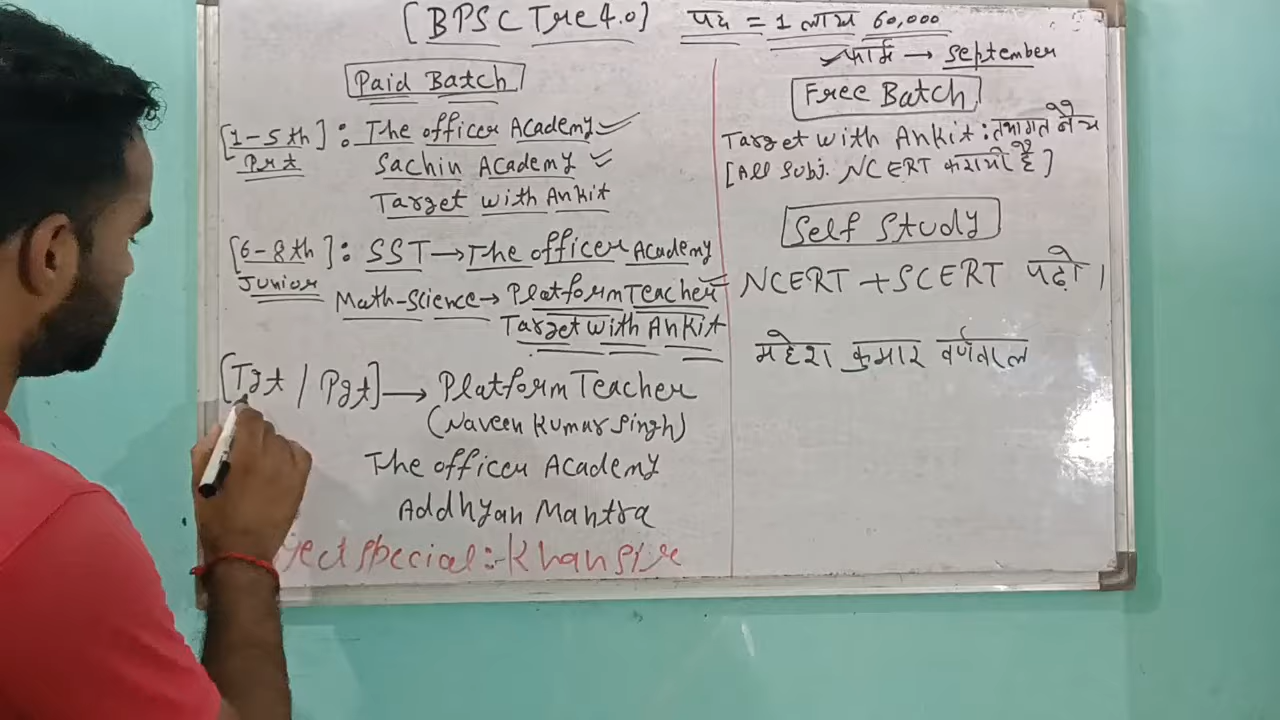 [BPSC Tre 4.0] पद = 1 लाख 60,000
फार्म → September
Paid Batch
[1-5th] : The officer Academy
Prt Sachin Academy
Target with Ankit
[6-8th] : SST → The officer Academy
Junior Math-Science → Platform Teacher
Target with Ankit
[Tgt / Pgt] → Platform Teacher
(Naveen Kumar Singh)
The officer Academy
Addhyan Mantra
ject special :- Khan sir
Free Batch
Target with Ankit :
[All Subj. NCERT है]
Self Study
NCERT + SCERT पढ़ो ।
महेश कुमार वर्णवाल